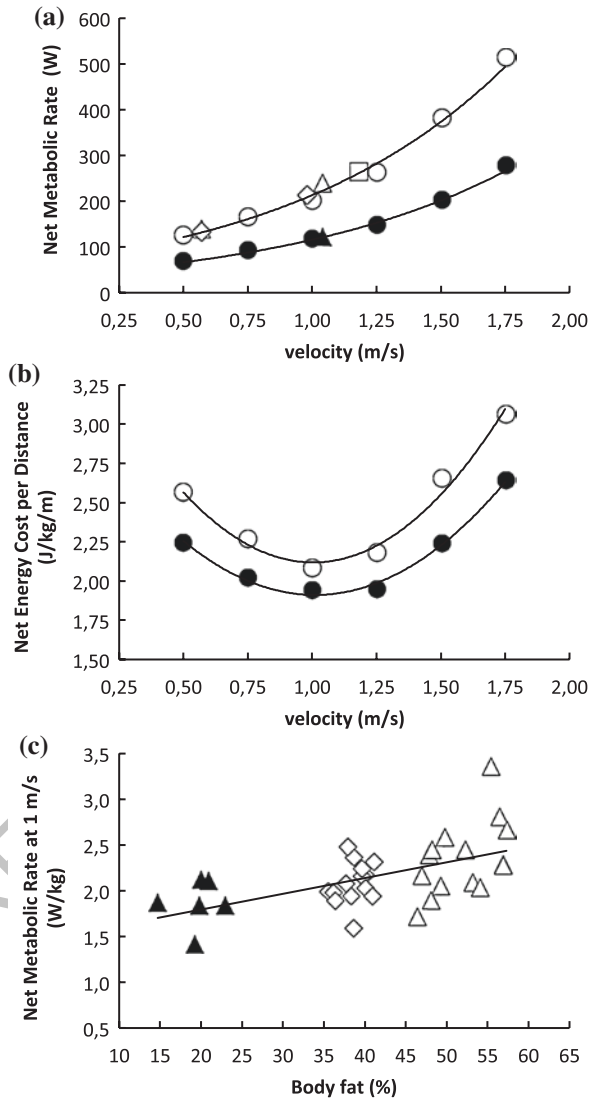 (a)
600
500
400
300
200
100
0
Net Metabolic Rate (W)
0,25 0,50 0,75 1,00 1,25 1,50 1,75 2,00
velocity (m/s)
(b)
3,25
3,00
2,75
2,50
2,25
2,00
1,75
1,50
Net Energy Cost per Distance
(J/kg/m)
0,25 0,50 0,75 1,00 1,25 1,50 1,75 2,00
velocity (m/s)
(c)
3,5
3,0
2,5
2,0
1,5
1,0
0,5
Net Metabolic Rate at 1 m/s
(W/kg)
10 15 20 25 30 35 40 45 50 55 60 65
Body fat (%)